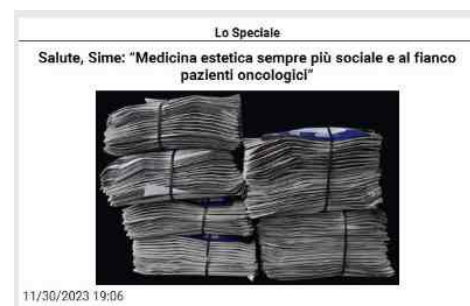 Lo Speciale
Salute, Sime: “Medicina estetica sempre più sociale e al fianco
pazienti oncologici”
11/30/2023 19:06